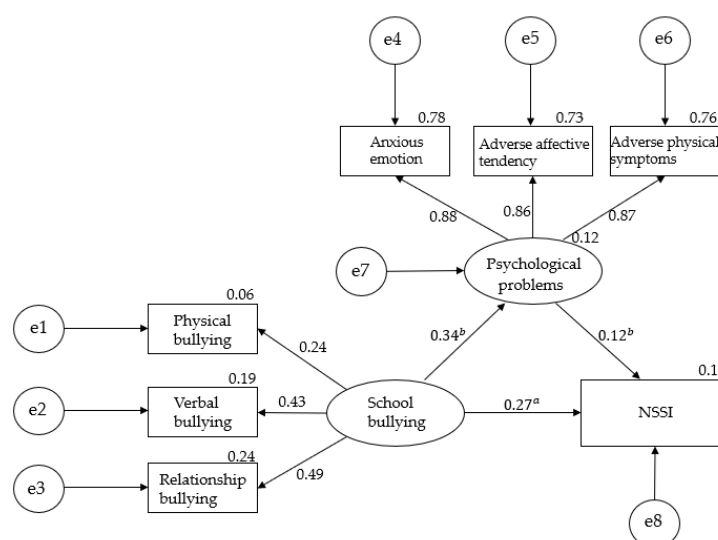 e4
e5
e6
0.78
0.73
0.76
Anxious
emotion
Adverse affective
tendency
Adverse physical
symptoms
0.88
0.86
0.87
0.12
e7
Psychological
problems
0.06
e1
Physical
bullying
0.24
0.34b
0.12b
0.19
0.1
e2
Verbal
bullying
0.43
School
bullying
0.27a
NSSI
0.24
e3
Relationship
bullying
0.49
e8